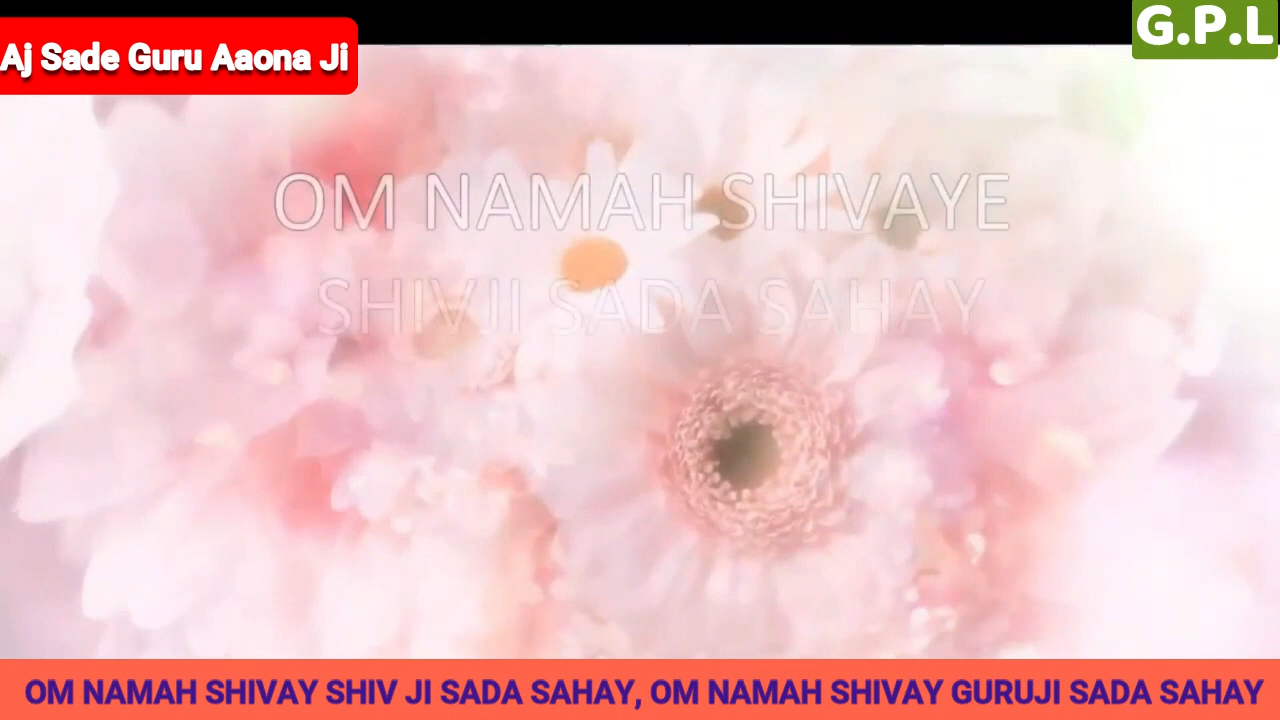 Aj Sade Guru Aaona Ji
G.P.L
OM NAMAH SHIVAYE
SHIVJI SADA SAHAY
OM NAMAH SHIVAY SHIV JI SADA SAHAY, OM NAMAH SHIVAY GURUJI SADA SAHAY